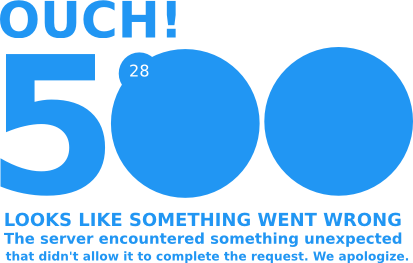 OUCH!
500
28
LOOKS LIKE SOMETHING WENT WRONG
The server encountered something unexpected
that didn't allow it to complete the request. We apologize.